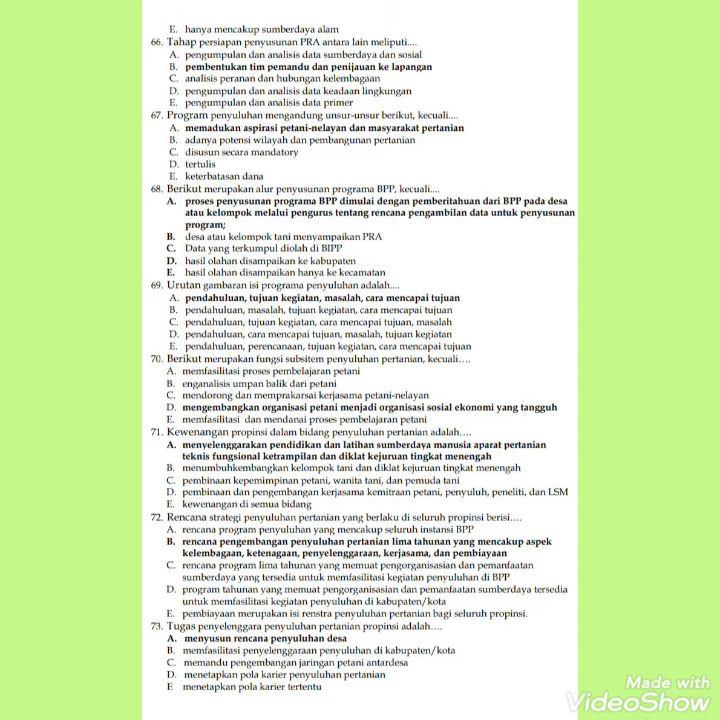 E. hanya mencakup sumberdaya alam
66. Tahap persiapan penyusunan PRA antara lain meliputi....
A. pengumpulan dan analisis data sumberdaya dan sosial
B. pembentukan tim pemandu dan penijauan ke lapangan
C. analisis peranan dan hubungan kelembagaan
D. pengumpulan dan analisis data keadaan lingkungan
E. pengumpulan dan analisis data primer
67. Program penyuluhan mengandung unsur-unsur berikut, kecuali....
A. memadukan aspirasi petani-nelayan dan masyarakat pertanian
B. adanya potensi wilayah dan pembangunan pertanian
C. disusun secara mandatory
D. tertulis
E. keterbatasan dana
68. Berikut merupakan alur penyusunan programa BPP, kecuali....
A. proses penyusunan programa BPP dimulai dengan pemberitahuan dari BPP pada desa
atau kelompok melalui pengurus tentang rencana pengambilan data untuk penyusunan
program;
B. desa atau kelompok tani menyampaikan PRA
C. Data yang terkumpul diolah di BIPP
D. hasil olahan disampaikan ke kabupaten
E. hasil olahan disampaikan hanya ke kecamatan
69. Urutan gambaran isi programa penyuluhan adalah....
A. pendahuluan, tujuan kegiatan, masalah, cara mencapai tujuan
B. pendahuluan, masalah, tujuan kegiatan, cara mencapai tujuan
C. pendahuluan, tujuan kegiatan, cara mencapai tujuan, masalah
D. pendahuluan, cara mencapai tujuan, masalah, tujuan kegiatan
E. pendahuluan, perencanaan, tujuan kegiatan, cara mencapai tujuan
70. Berikut merupakan fungsi subsitem penyuluhan pertanian, kecuali....
A. memfasilitasi proses pembelajaran petani
B. enganalisis umpan balik dari petani
C. mendorong dan memprakarsai kerjasama petani-nelayan
D. mengembangkan organisasi petani menjadi organisasi sosial ekonomi yang tangguh
E. memfasilitasi dan mendanai proses pembelajaran petani
71. Kewenangan propinsi dalam bidang penyuluhan pertanian adalah....
A. menyelenggarakan pendidikan dan latihan sumberdaya manusia aparat pertanian
teknis fungsional ketrampilan dan diklat kejuruan tingkat menengah
B. menumbuhkembangkan kelompok tani dan diklat kejuruan tingkat menengah
C. pembinaan kepemimpinan petani, wanita tani, dan pemuda tani
D. pembinaan dan pengembangan kerjasama kemitraan petani, penyuluh, peneliti, dan LSM
E. kewenangan di semua bidang
72. Rencana strategi penyuluhan pertanian yang berlaku di seluruh propinsi berisi....
A. rencana program penyuluhan yang mencakup seluruh instansi BPP
B. rencana pengembangan penyuluhan pertanian lima tahunan yang mencakup aspek
kelembagaan, ketenagaan, penyelenggaraan, kerjasama, dan pembiayaan
C. rencana program lima tahunan yang memuat pengorganisasian dan pemanfaatan
sumberdaya yang tersedia untuk memfasilitasi kegiatan penyuluhan di BPP
D. program tahunan yang memuat pengorganisasian dan pemanfaatan sumberdaya tersedia
untuk memfasilitasi kegiatan penyuluhan di kabupaten/kota
E. pembiayaan merupakan isi renstra penyuluhan pertanian bagi seluruh propinsi.
73. Tugas penyelenggara penyuluhan pertanian propinsi adalah....
A. menyusun rencana penyuluhan desa
B. memfasilitasi penyelenggaraan penyuluhan di kabupaten/kota
C. memandu pengembangan jaringan petani antardesa
D. menetapkan pola karier penyuluhan pertanian
E menetapkan pola karier tertentu
Made with
VideoShow